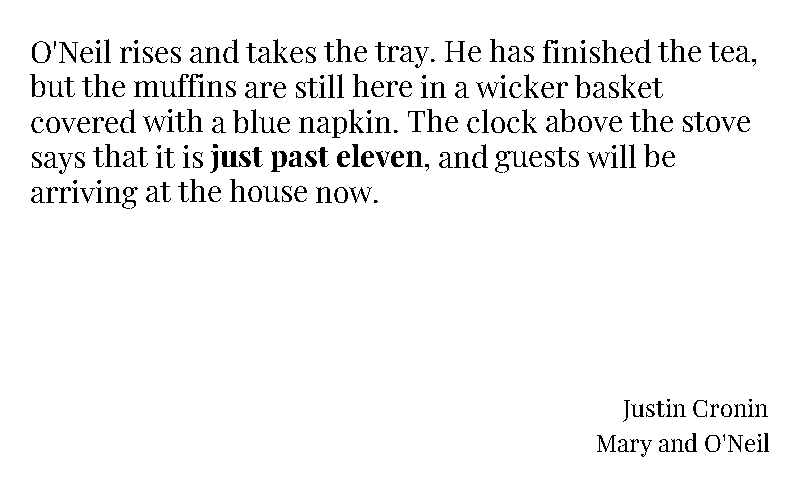 O'Neil rises and takes the tray. He has finished the tea,
but the muffins are still here in a wicker basket
covered with a blue napkin. The clock above the stove
says that it is just past eleven, and guests will be
arriving at the house now.
Justin Cronin
Mary and O'Neil